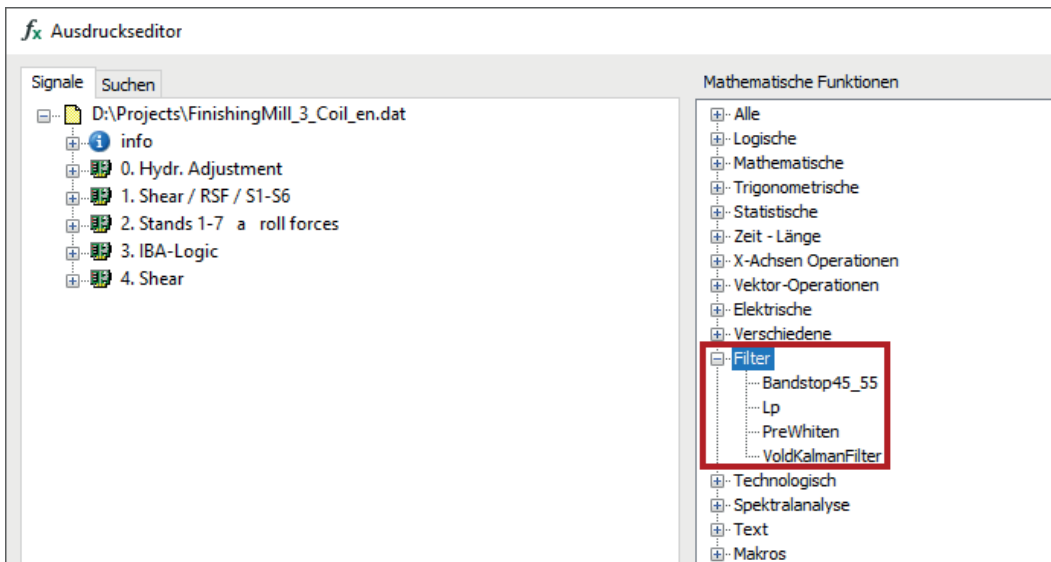 fx Ausdruckseditor
Signale Suchen
D:\Projects\FinishingMill_3_Coil_en.dat
info
0. Hydr. Adjustment
1. Shear / RSF / S1-S6
2. Stands 1-7 a roll forces
3. IBA-Logic
4. Shear
Mathematische Funktionen
Alle
Logische
Mathematische
Trigonometrische
Statistische
Zeit - Länge
X-Achsen Operationen
Vektor-Operationen
Elektrische
Verschiedene
Filter
Bandstop45_55
Lp
PreWhiten
VoldKalmanFilter
Technologisch
Spektralanalyse
Text
Makros